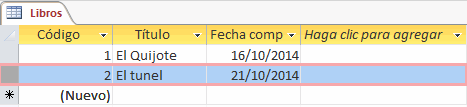 Libros
Código Título Fecha comp Haga clic para agregar
1 El Quijote 16/10/2014
2 El tunel 21/10/2014
(Nuevo)